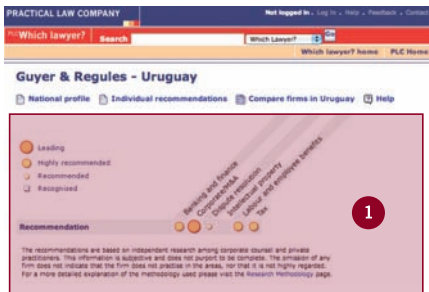 PRACTICAL LAW COMPANY
Not logged in. Log in. Help. Feedback. Contact
PLC Which lawyer? Search Which Lawyer? Go
Which lawyer? home PLC Home
Guyer & Regules - Uruguay
National profile Individual recommendations Compare firms in Uruguay Help
Leading
Highly recommended
Recommended
Recognised
Banking and finance
Corporate/M&A
Dispute resolution
Intellectual property
Labour and employee benefits
Tax
1
Recommendation
The recommendations are based on independent research among corporate counsel and private
practitioners. This information is subjective and does not purport to be complete. The omission of any
firm does not indicate that the firm does not practise in the areas, nor that it is not highly regarded.
For a more detailed explanation of the methodology used please visit the Research Methodology page.